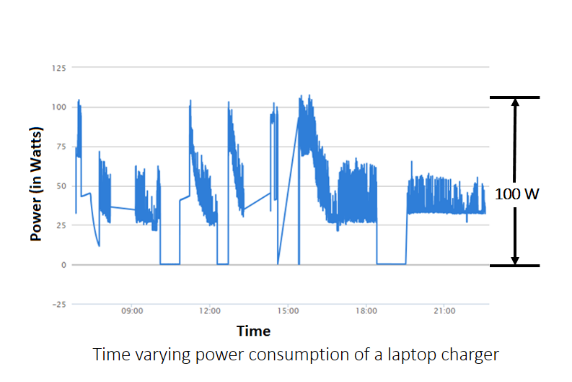 125
100
75
50
25
0
-25
Power (in Watts)
100 W
09:00 12:00 15:00 18:00 21:00
Time
Time varying power consumption of a laptop charger